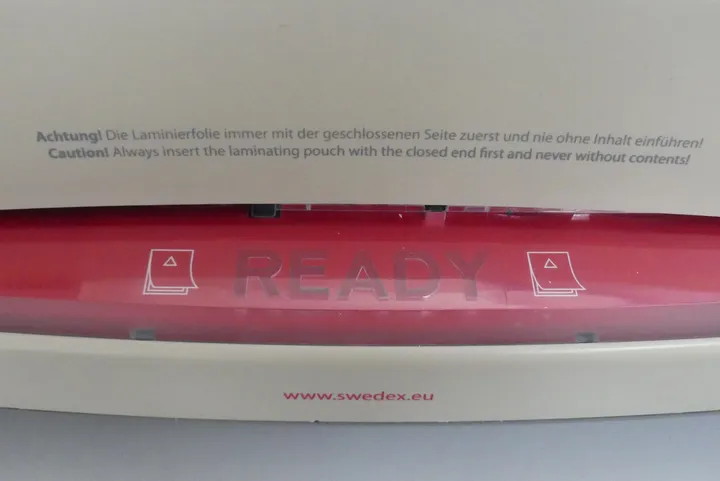 Achtung! Die Laminierfolie immer mit der geschlossenen Seite zuerst und nie ohne Inhalt einführen!
Caution! Always insert the laminating pouch with the closed end first and never without contents!
READY
www.swedex.eu